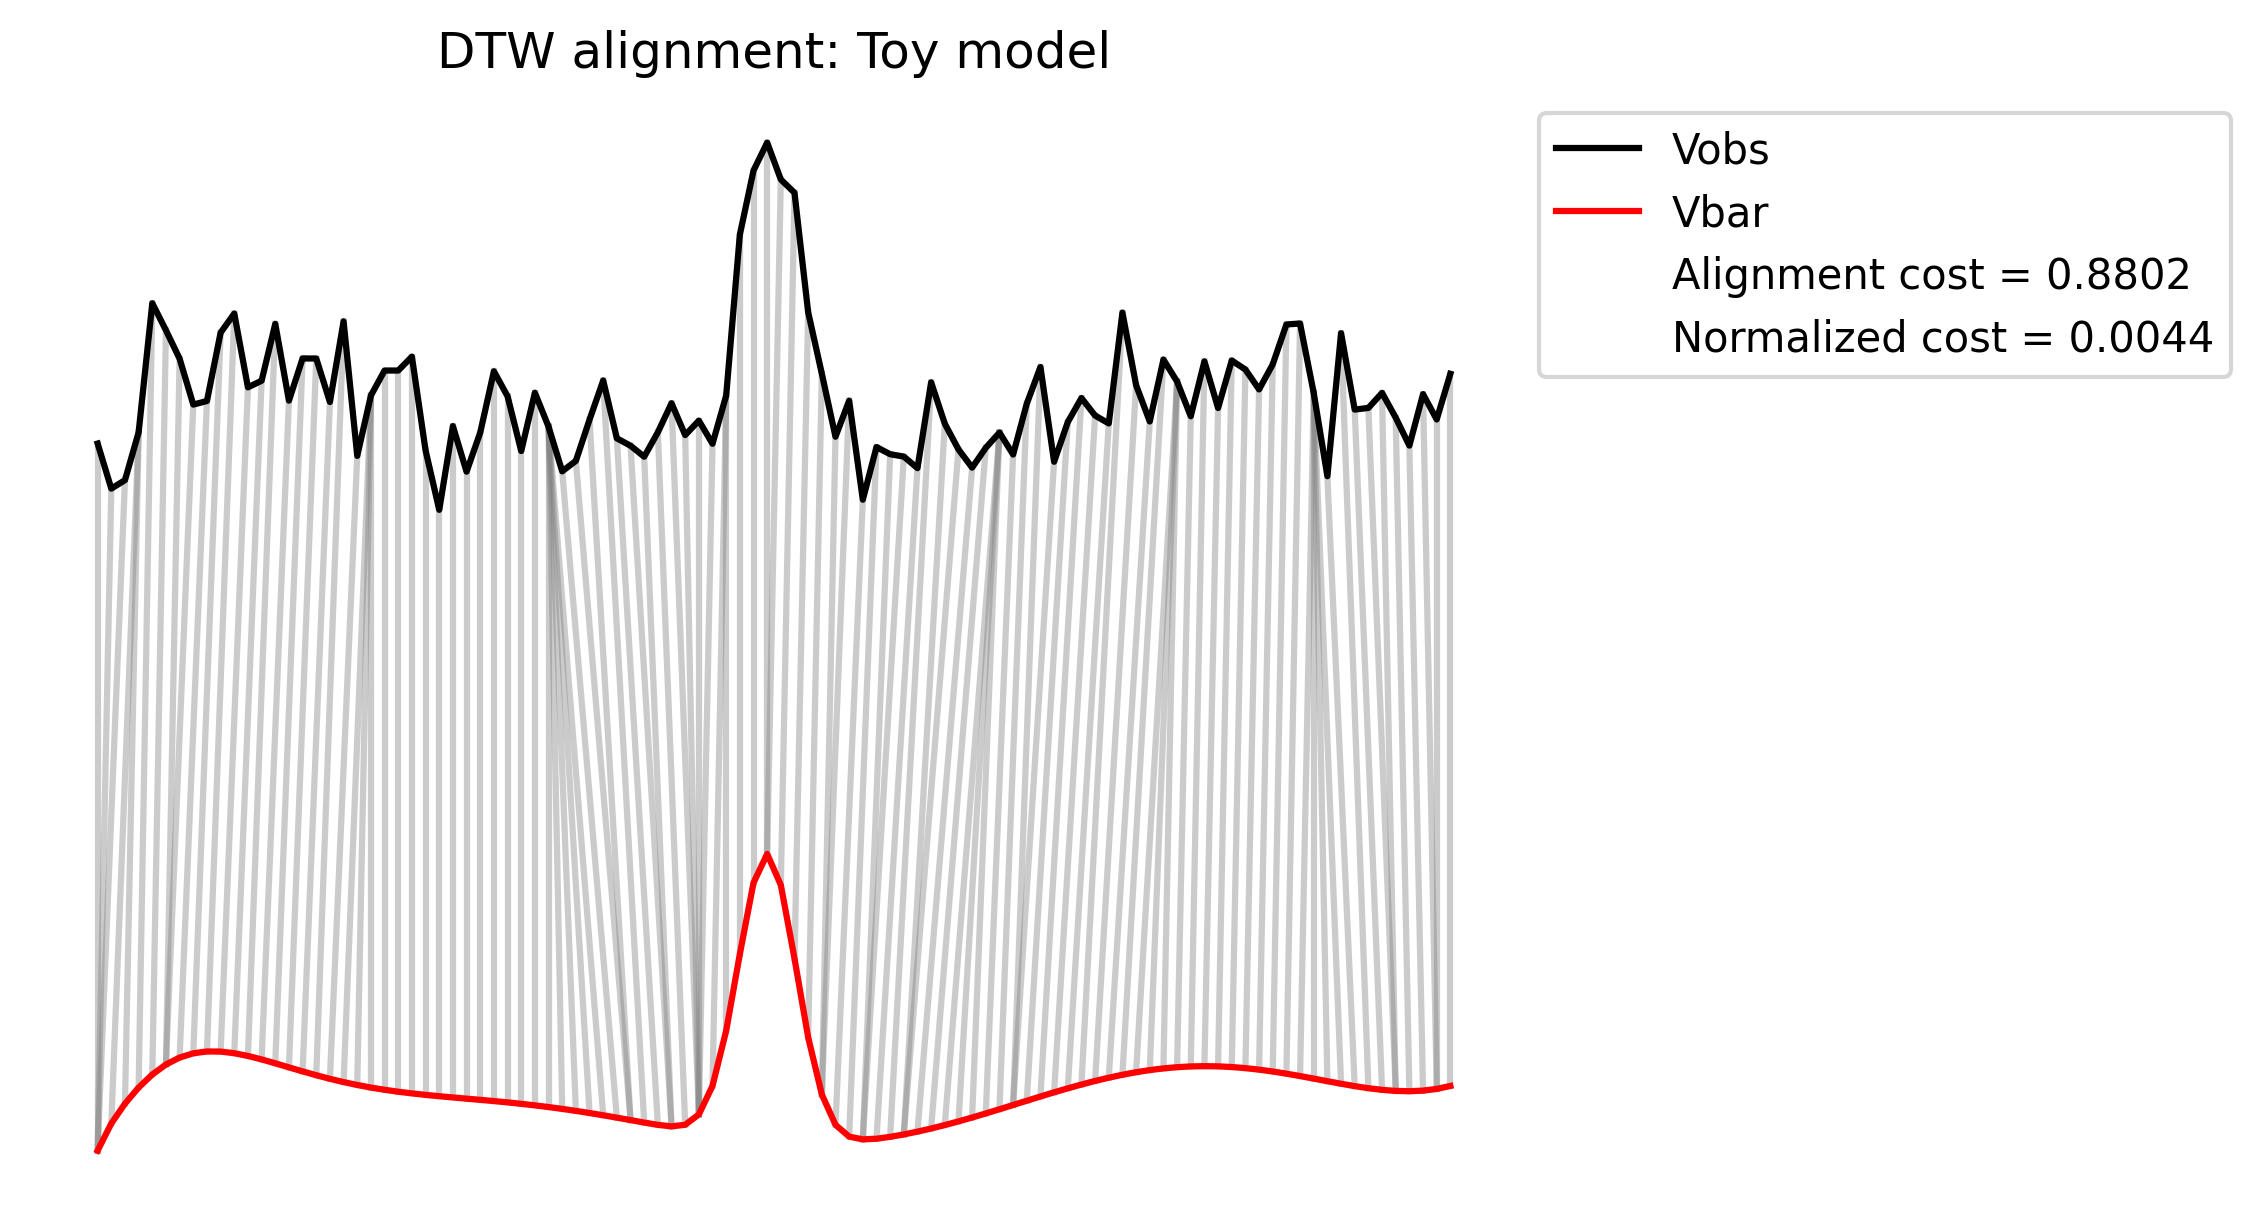 DTW alignment: Toy model
Vobs
Vbar
Alignment cost = 0.8802
Normalized cost = 0.0044